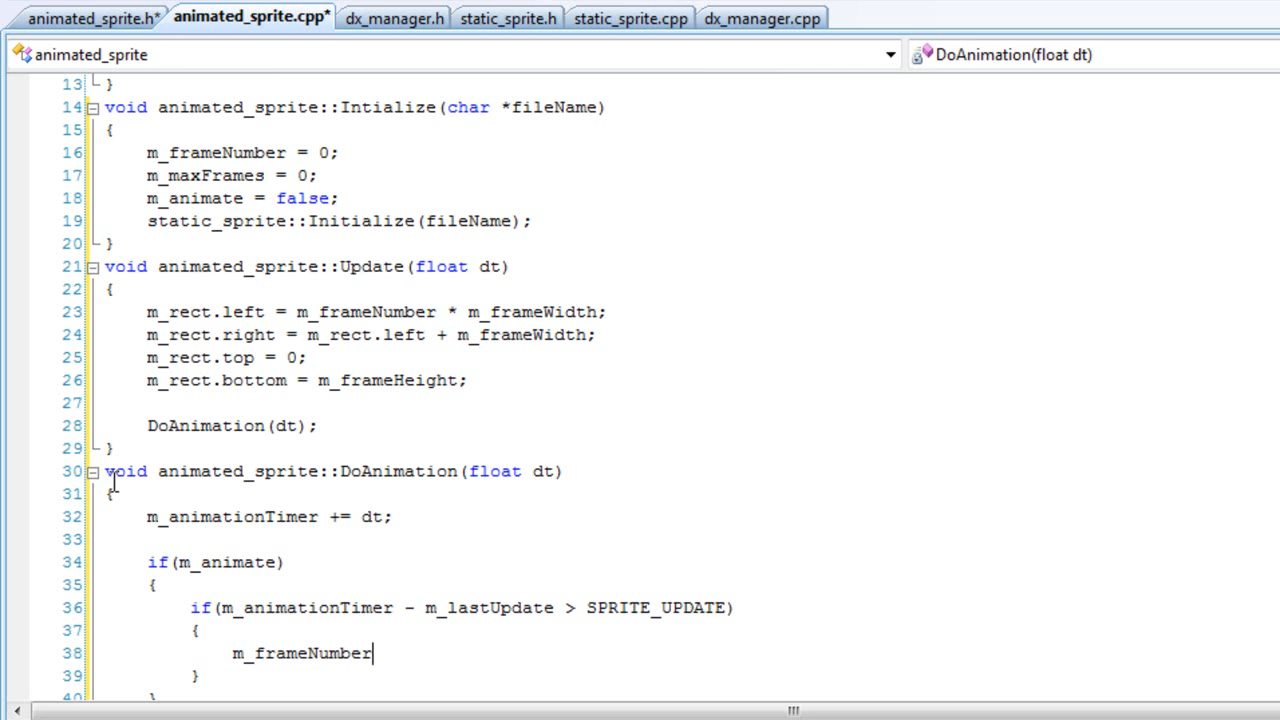 animated_sprite.h* animated_sprite.cpp* dx_manager.h static_sprite.h static_sprite.cpp dx_manager.cpp
animated_sprite DoAnimation(float dt)
13 }
14 void animated_sprite::Intialize(char *fileName)
15 {
16 m_frameNumber = 0;
17 m_maxFrames = 0;
18 m_animate = false;
19 static_sprite::Initialize(fileName);
20 }
21 void animated_sprite::Update(float dt)
22 {
23 m_rect.left = m_frameNumber * m_frameWidth;
24 m_rect.right = m_rect.left + m_frameWidth;
25 m_rect.top = 0;
26 m_rect.bottom = m_frameHeight;
27
28 DoAnimation(dt);
29 }
30 void animated_sprite::DoAnimation(float dt)
31 {
32 m_animationTimer += dt;
33
34 if(m_animate)
35 {
36 if(m_animationTimer - m_lastUpdate > SPRITE_UPDATE)
37 {
38 m_frameNumber
39 }
40 }